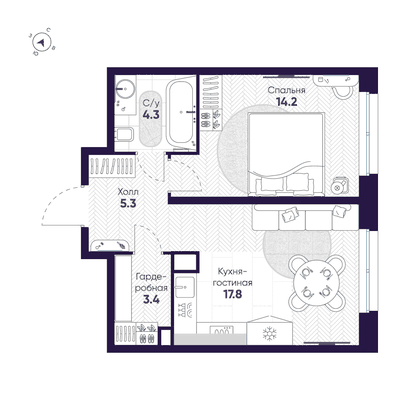 С
Ю
С/у
4.3
Спальня
14.2
Холл
5.3
Гарде-
робная
3.4
Кухня-
гостиная
17.8